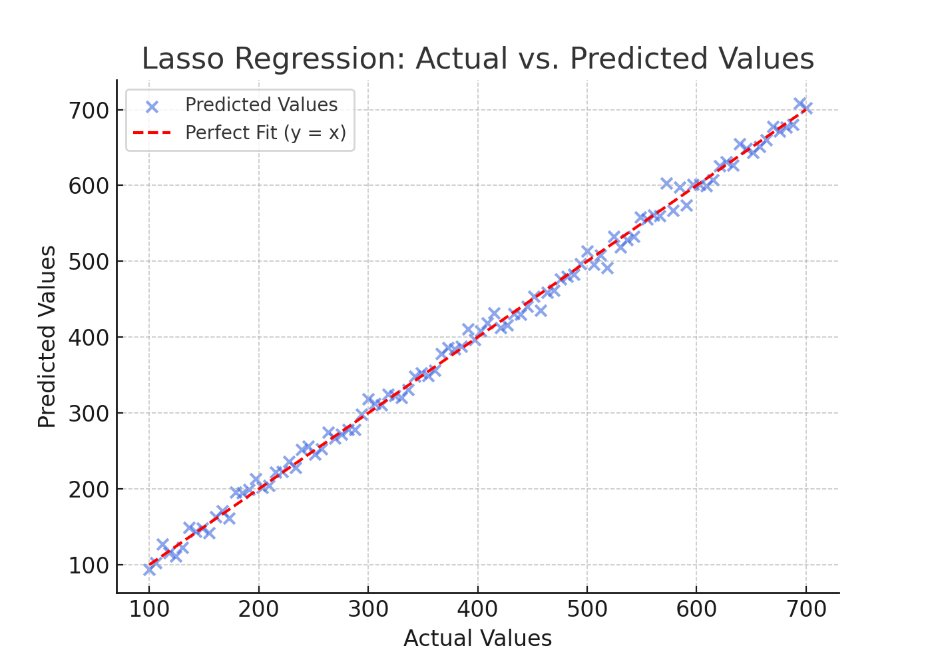 Lasso Regression: Actual vs. Predicted Values
Predicted Values
Perfect Fit (y = x)
Predicted Values
700
600
500
400
300
200
100
100 200 300 400 500 600 700
Actual Values